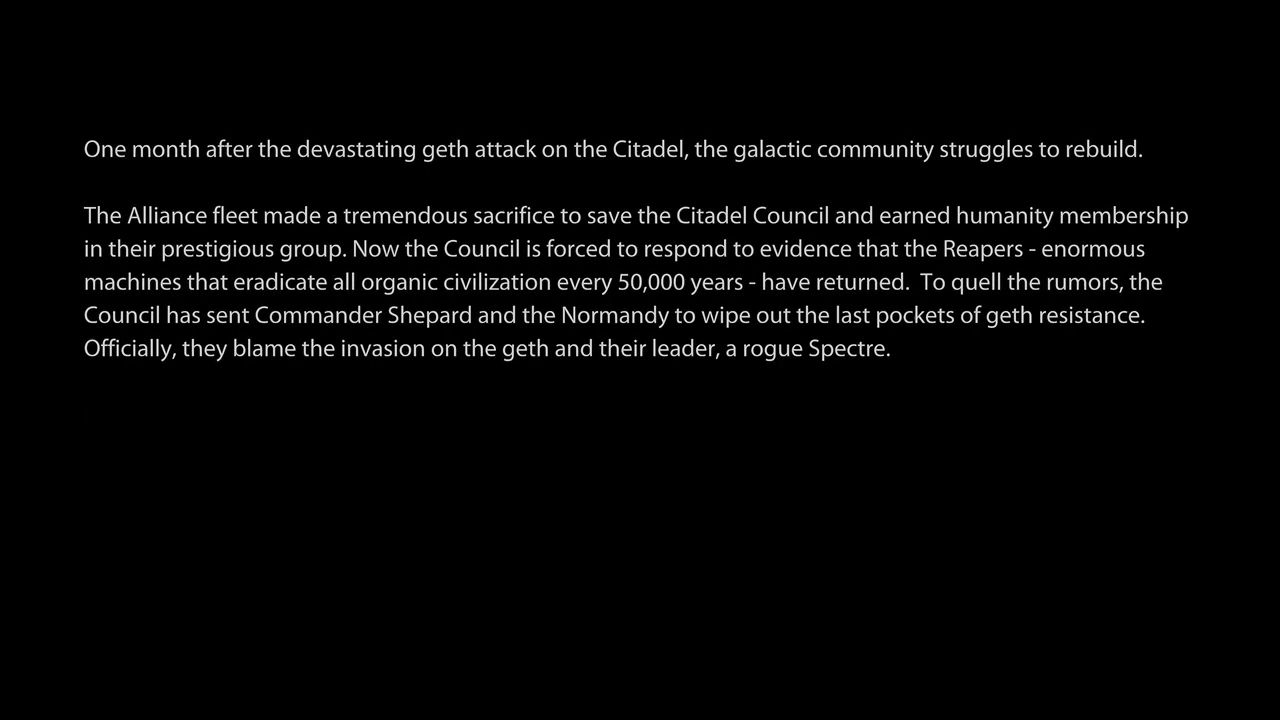 One month after the devastating geth attack on the Citadel, the galactic community struggles to rebuild.
The Alliance fleet made a tremendous sacrifice to save the Citadel Council and earned humanity membership
in their prestigious group. Now the Council is forced to respond to evidence that the Reapers - enormous
machines that eradicate all organic civilization every 50,000 years - have returned.  To quell the rumors, the
Council has sent Commander Shepard and the Normandy to wipe out the last pockets of geth resistance.
Officially, they blame the invasion on the geth and their leader, a rogue Spectre.